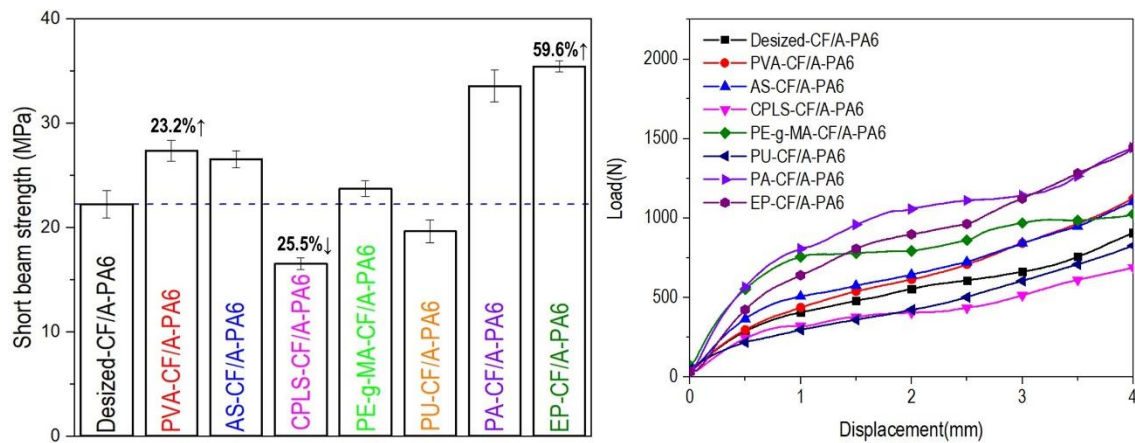 Short beam strength (MPa)
40
30
20
10
0
23.2%↑
25.5%↓
59.6%↑
Desized-CF/A-PA6
PVA-CF/A-PA6
AS-CF/A-PA6
CPLS-CF/A-PA6
PE-g-MA-CF/A-PA6
PU-CF/A-PA6
PA-CF/A-PA6
EP-CF/A-PA6
Load(N)
2250
2000
1500
1000
500
0
Desized-CF/A-PA6
PVA-CF/A-PA6
AS-CF/A-PA6
CPLS-CF/A-PA6
PE-g-MA-CF/A-PA6
PU-CF/A-PA6
PA-CF/A-PA6
EP-CF/A-PA6
0 1 2 3 4
Displacement(mm)